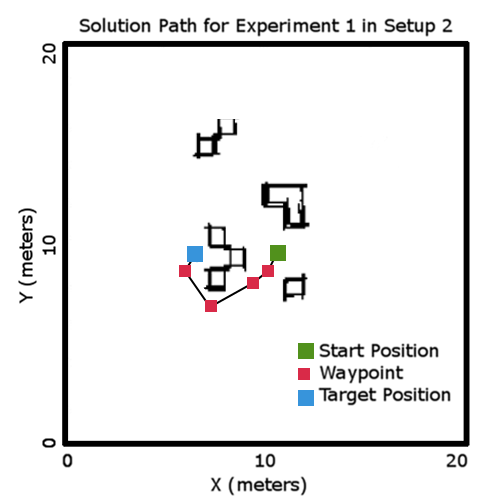 Solution Path for Experiment 1 in Setup 2
20
10
0
Y (meters)
Start Position
Waypoint
Target Position
0 10 20
X (meters)